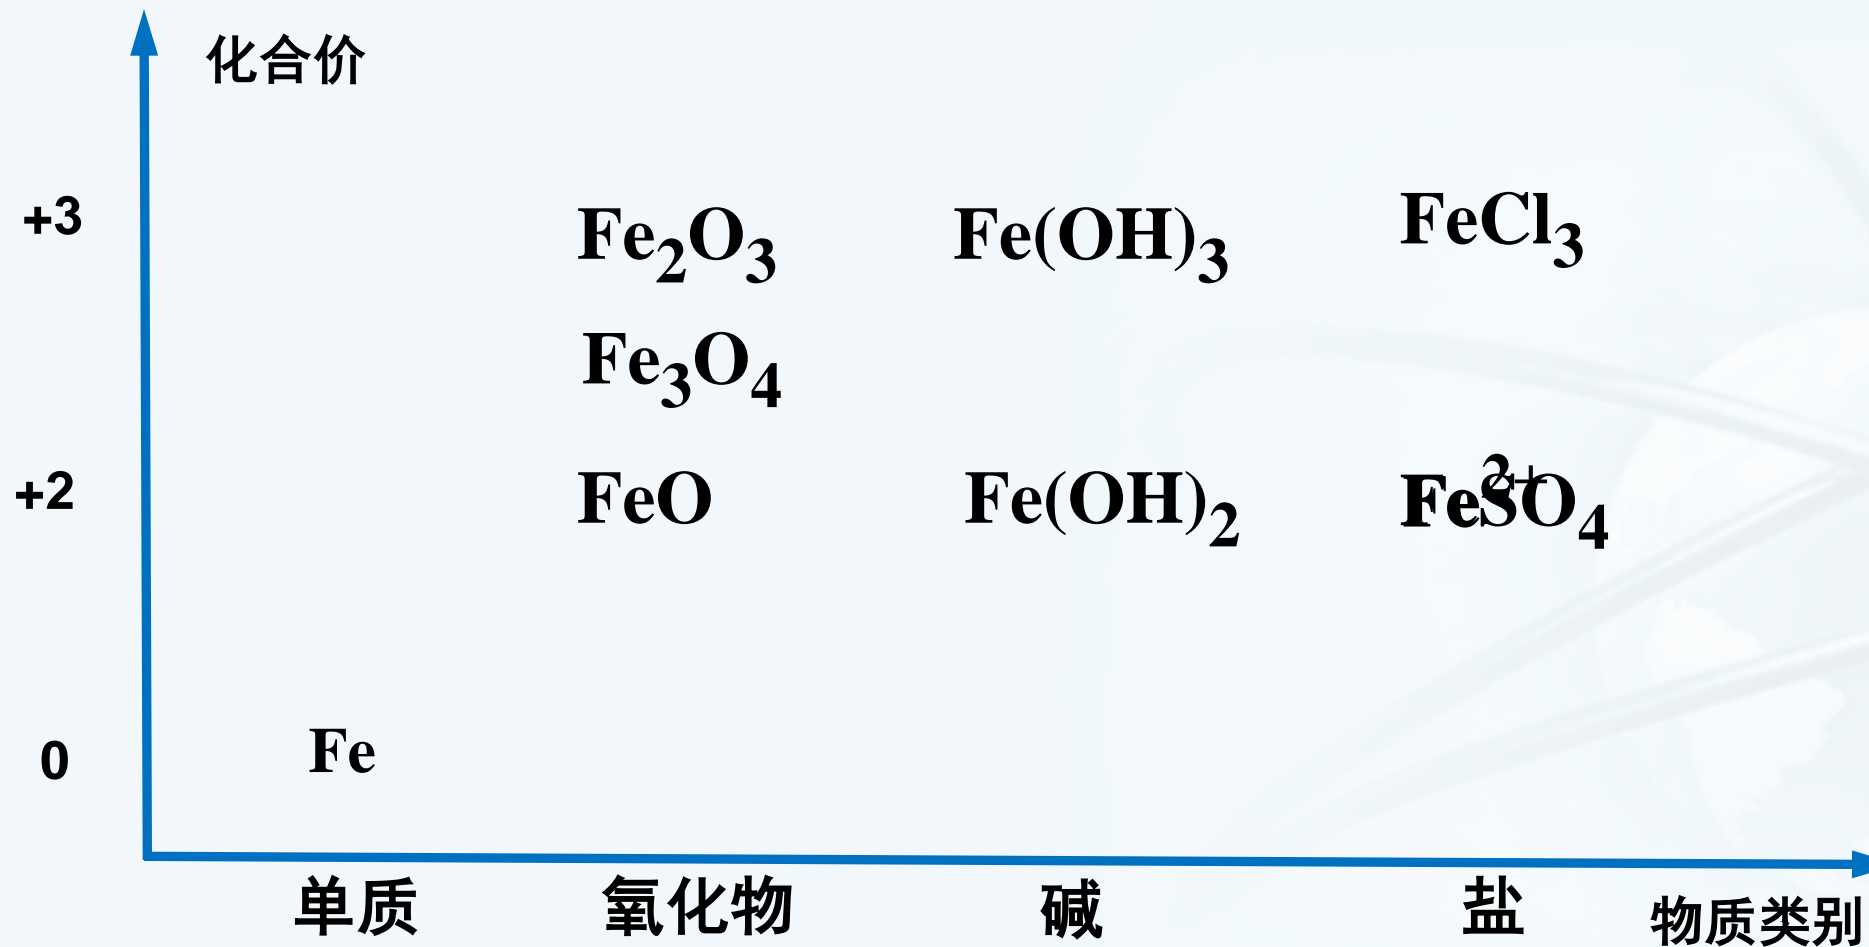 化合价
+3 Fe₂O₃ Fe(OH)₃ FeCl₃
Fe₃O₄
+2 FeO Fe(OH)₂ FeSO₄ Fe²⁺
0 Fe
单质 氧化物 碱 盐 物质类别